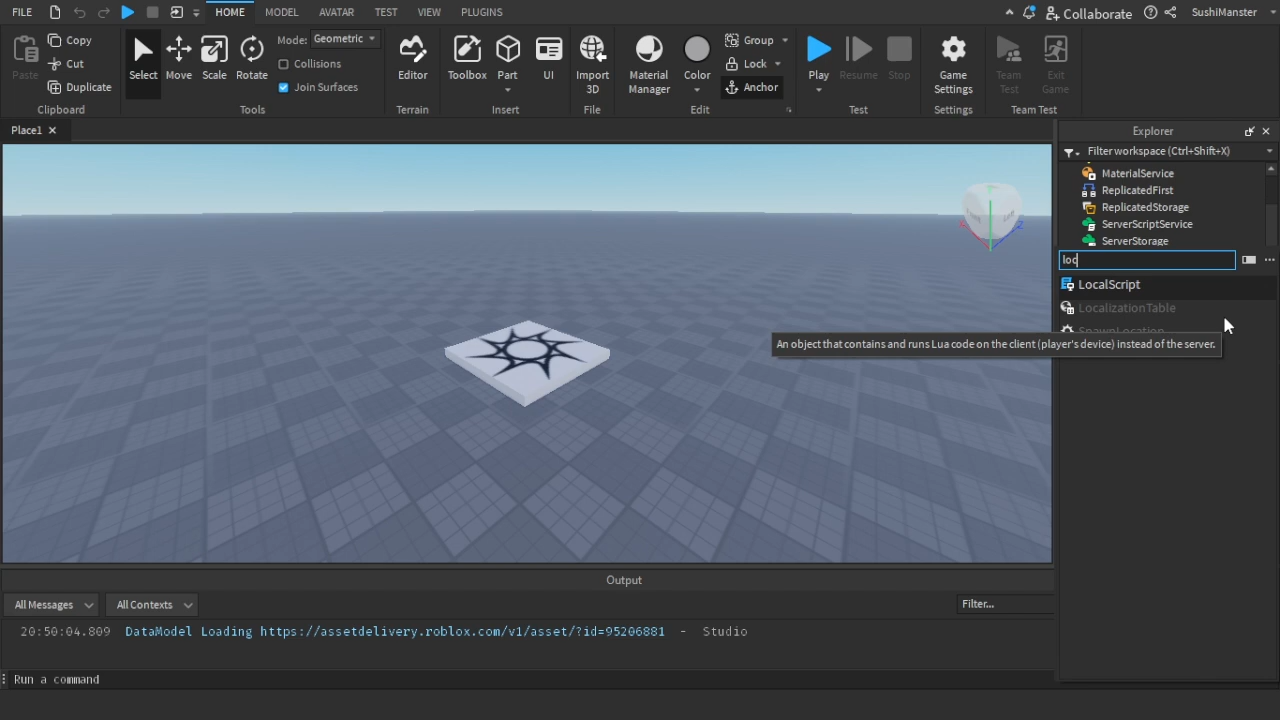 FILE HOME MODEL AVATAR TEST VIEW PLUGINS Collaborate SushiManster
Paste Copy Cut Duplicate Clipboard
Select Move Scale Rotate Mode: Geometric Collisions Join Surfaces Tools
Editor Terrain
Toolbox Part UI Insert
Import 3D File
Material Manager Color Group Lock Anchor Edit
Play Resume Stop Test
Game Settings Settings
Team Test Exit Game Team Test
Place1
Explorer
Filter workspace (Ctrl+Shift+X)
MaterialService
ReplicatedFirst
ReplicatedStorage
ServerScriptService
ServerStorage
loc
LocalScript
LocalizationTable
SpawnLocation
An object that contains and runs Lua code on the client (player's device) instead of the server.
Output
All Messages All Contexts Filter...
20:50:04.809 DataModel Loading https://assetdelivery.roblox.com/v1/asset/?id=95206881 - Studio
Run a command